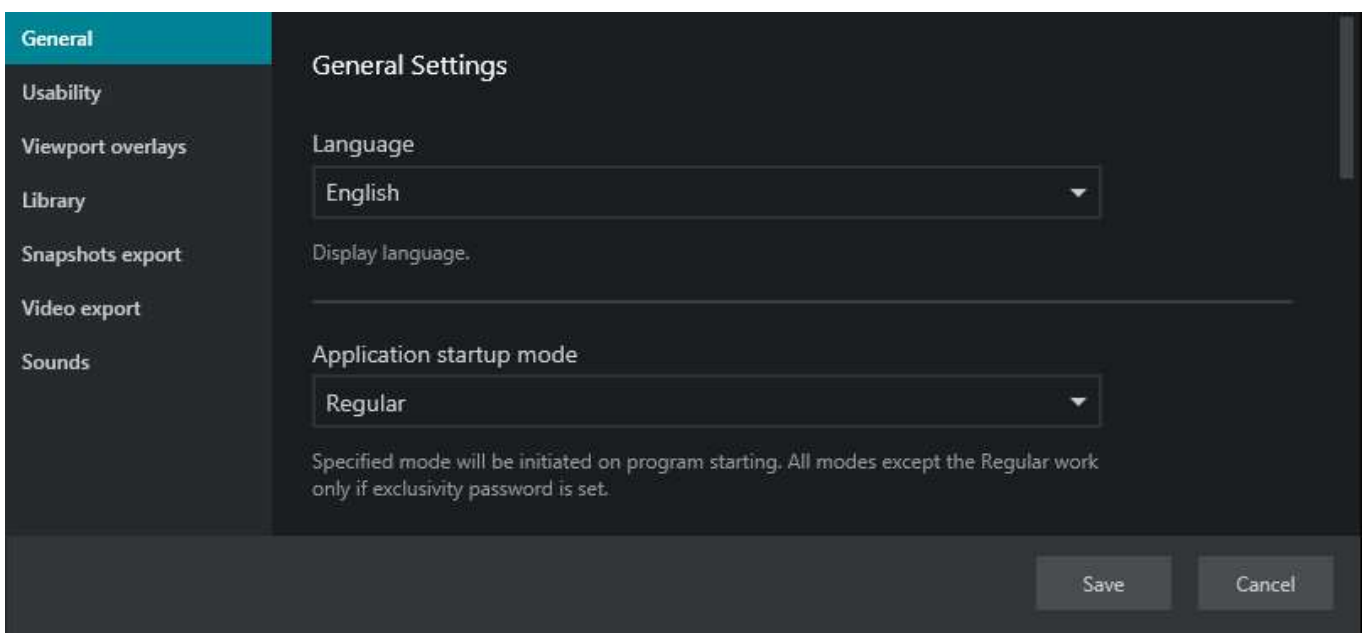 General
Usability
Viewport overlays
Library
Snapshots export
Video export
Sounds
General Settings
Language
English
Display language.
Application startup mode
Regular
Specified mode will be initiated on program starting. All modes except the Regular work
only if exclusivity password is set.
Save
Cancel